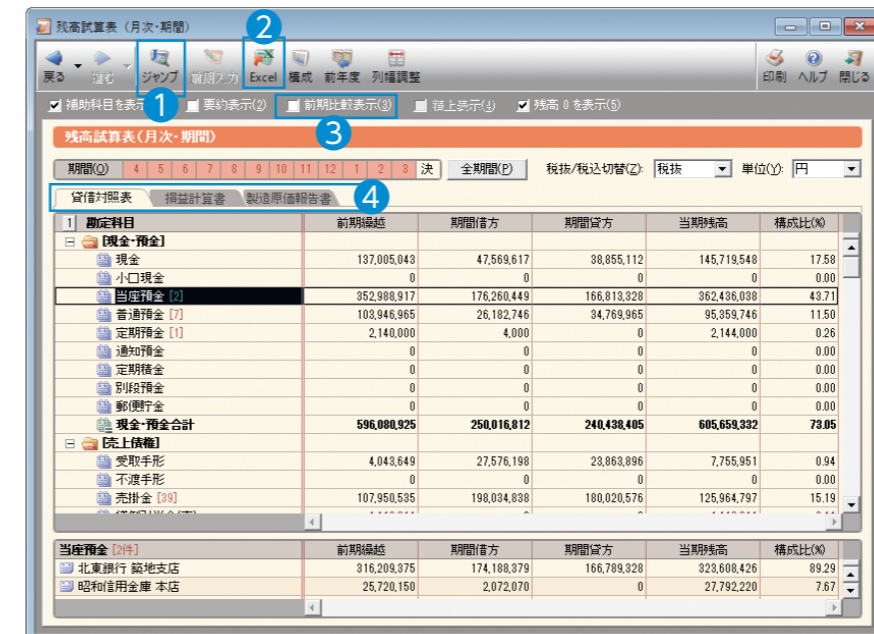 残高試算表（月次・期間）
2
戻る 進む ジャンプ Excel 構成 前年度 列幅調整 印刷 ヘルプ 閉じる
1
補助科目を表示 要約表示(2) 前期比較表示(3) 残高 0 を表示(5)
3
残高試算表(月次・期間)
期間(O) 4 5 6 7 8 9 10 11 12 1 2 3 決 全期間(P) 税抜/税込切替(Z): 税抜 単位(Y): 円
貸借対照表 損益計算書 製造原価報告書 4
1 勘定科目 前期繰越 期間借方 期間貸方 当期残高 構成比(%)
[現金・預金]
現金 137,005,043 47,569,617 38,855,112 145,719,548 17.58
小口現金 0 0 0 0 0.00
当座預金 [2] 352,988,917 176,260,449 166,813,328 362,436,038 43.71
普通預金 [7] 103,946,965 26,182,746 34,769,965 95,359,746 11.50
定期預金 [1] 2,140,000 4,000 0 2,144,000 0.26
通知預金 0 0 0 0 0.00
定期積金 0 0 0 0 0.00
別段預金 0 0 0 0 0.00
郵便貯金 0 0 0 0 0.00
現金・預金合計 596,080,925 250,016,812 240,438,405 605,659,332 73.05
[売上債権]
受取手形 4,043,649 27,576,198 23,863,896 7,755,951 0.94
不渡手形 0 0 0 0 0.00
売掛金 [39] 107,950,535 198,034,838 180,020,576 125,964,797 15.19
当座預金 [2件] 前期繰越 期間借方 期間貸方 当期残高 構成比(%)
北東銀行 築地支店 316,209,375 174,188,379 166,789,328 323,608,426 89.29
昭和信用金庫 本店 25,720,150 2,072,070 0 27,792,220 7.67